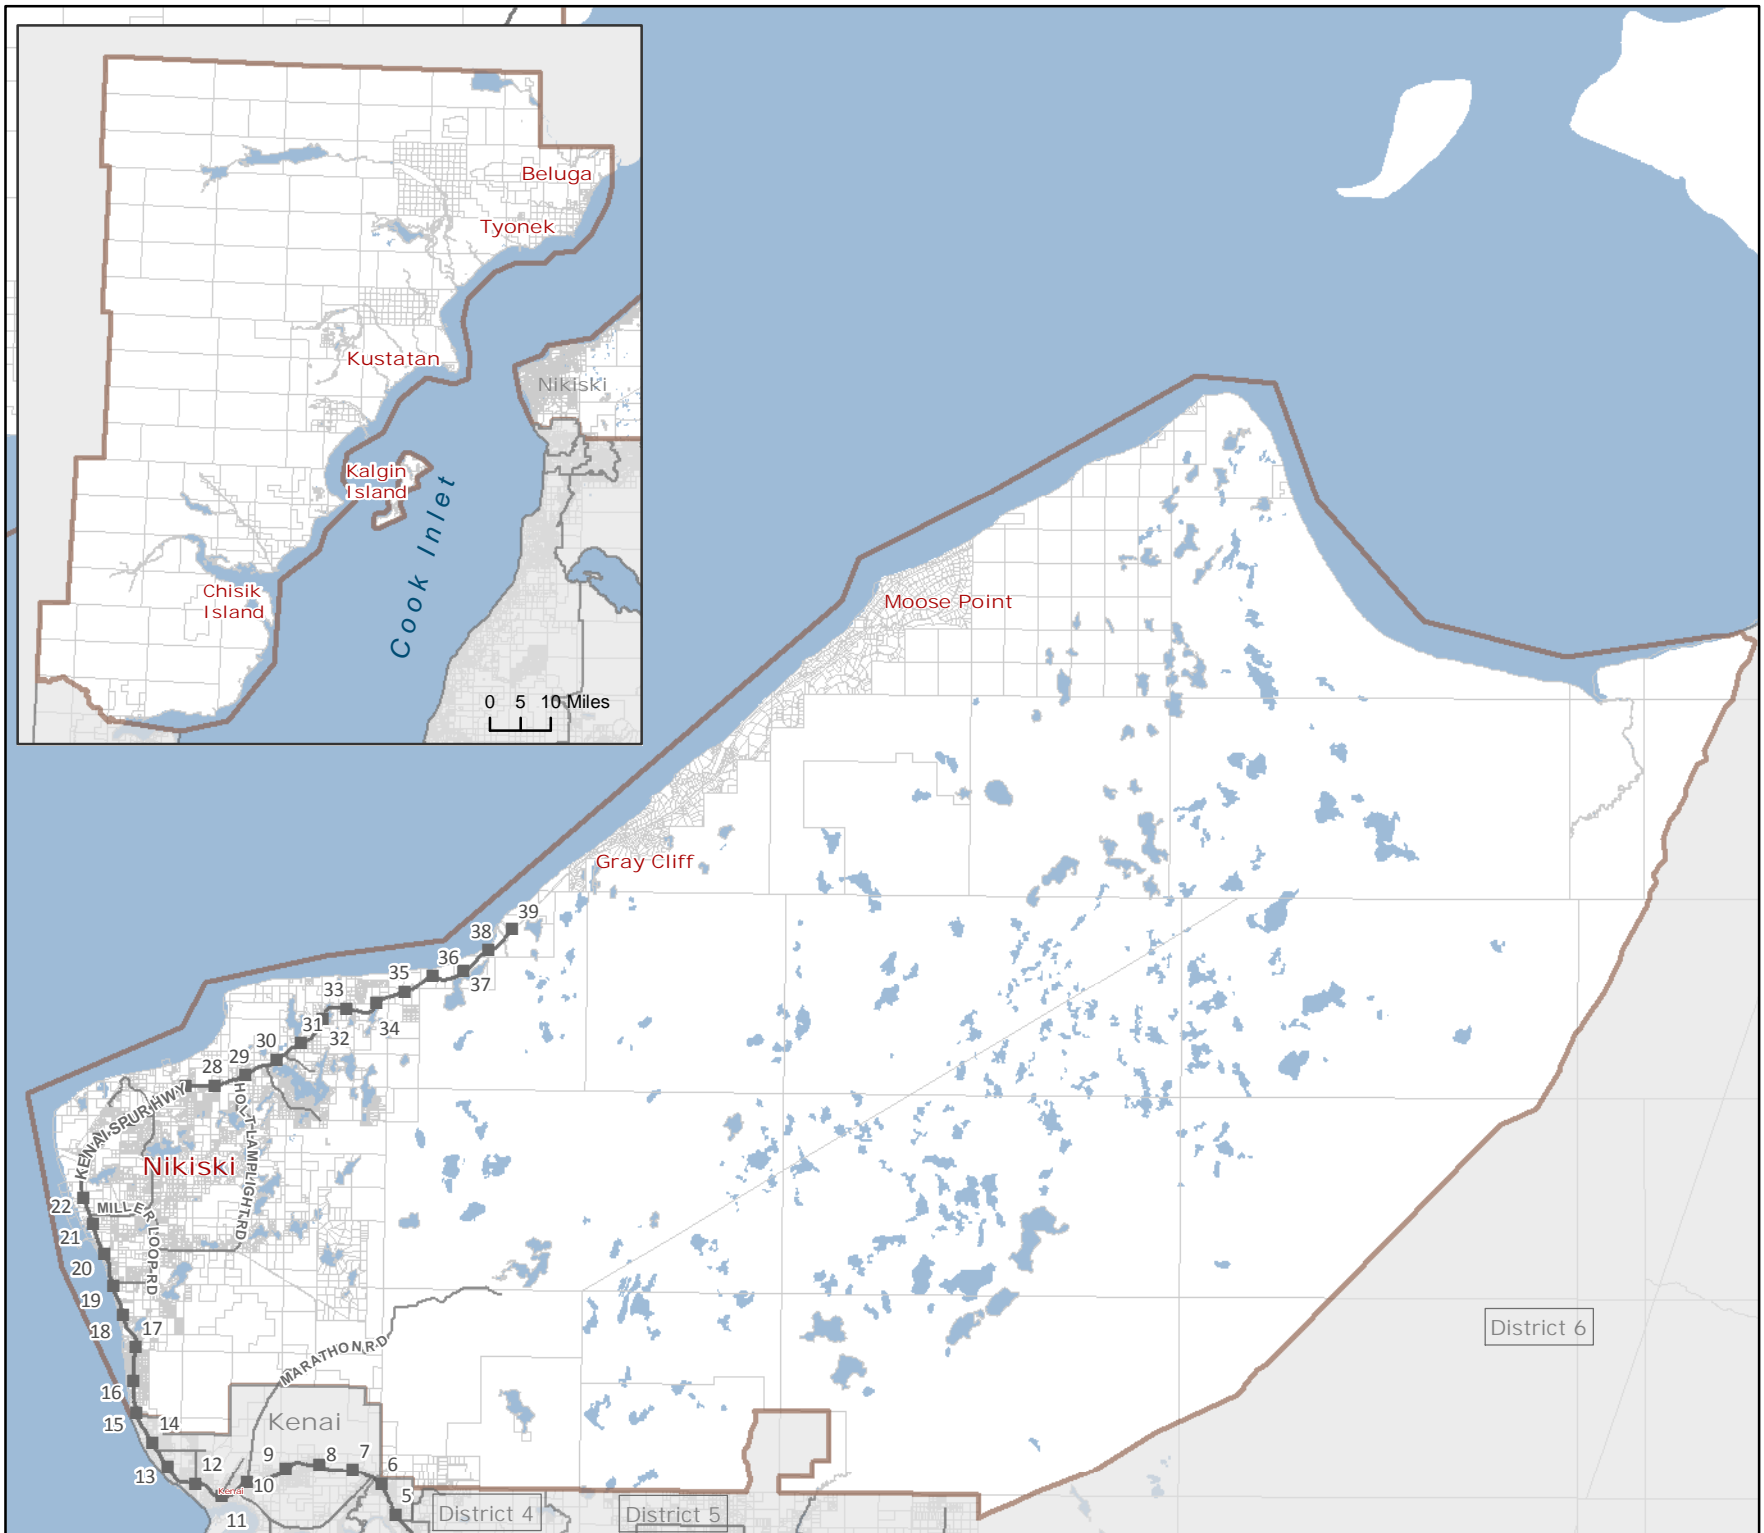 Beluga
Tyonek
Kustatan
Nikiski
Kalgin
Island
Cook Inlet
Chisik
Island
0 5 10 Miles
Moose Point
Gray Cliff
39
38
36
37
35
33
34
31
32
30
29
28
KENAI SPUR HWY
HOLT LAMPLIGHT RD
Nikiski
22
MILLER LOOP RD
21
20
19
18
17
16
15
14
13
12
MARATHON RD
Kenai
9
8
7
6
10
Kenai
11
5
District 4
District 5
District 6